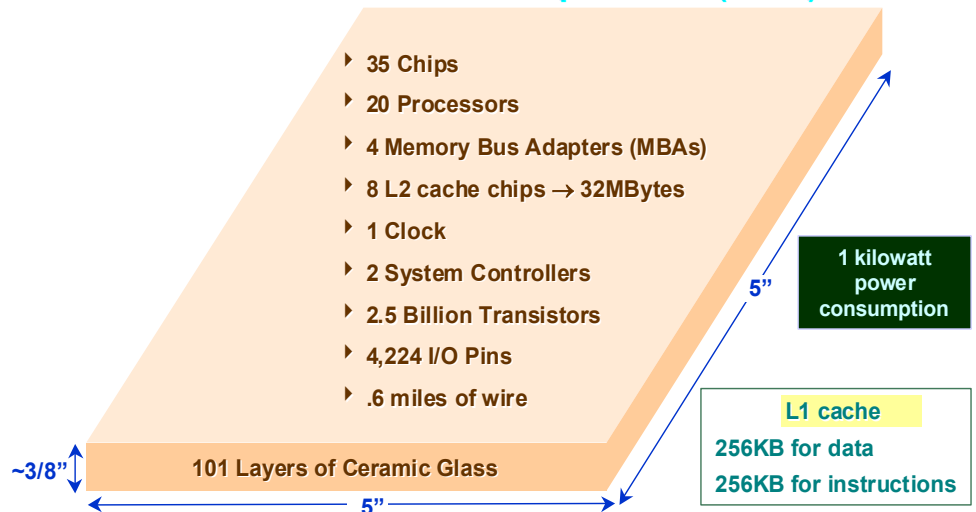 35 Chips
20 Processors
4 Memory Bus Adapters (MBAs)
8 L2 cache chips → 32MBytes
1 Clock
2 System Controllers
2.5 Billion Transistors
4,224 I/O Pins
.6 miles of wire
1 kilowatt
power
consumption
5”
L1 cache
256KB for data
256KB for instructions
~3/8”
101 Layers of Ceramic Glass
5”